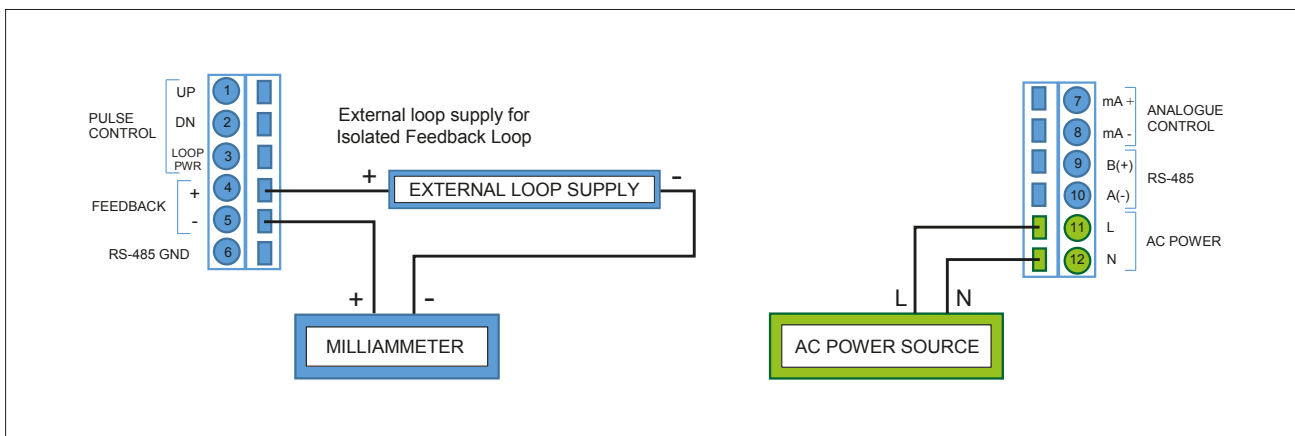 PULSE
CONTROL
UP
1
DN
2
LOOP
PWR
3
FEEDBACK
+
4
-
5
RS-485 GND
6
External loop supply for
Isolated Feedback Loop
+
EXTERNAL LOOP SUPPLY
-
+
-
MILLIAMMETER
7
mA +
8
mA -
ANALOGUE
CONTROL
9
B(+)
10
A(-)
RS-485
11
L
12
N
AC POWER
L
N
AC POWER SOURCE